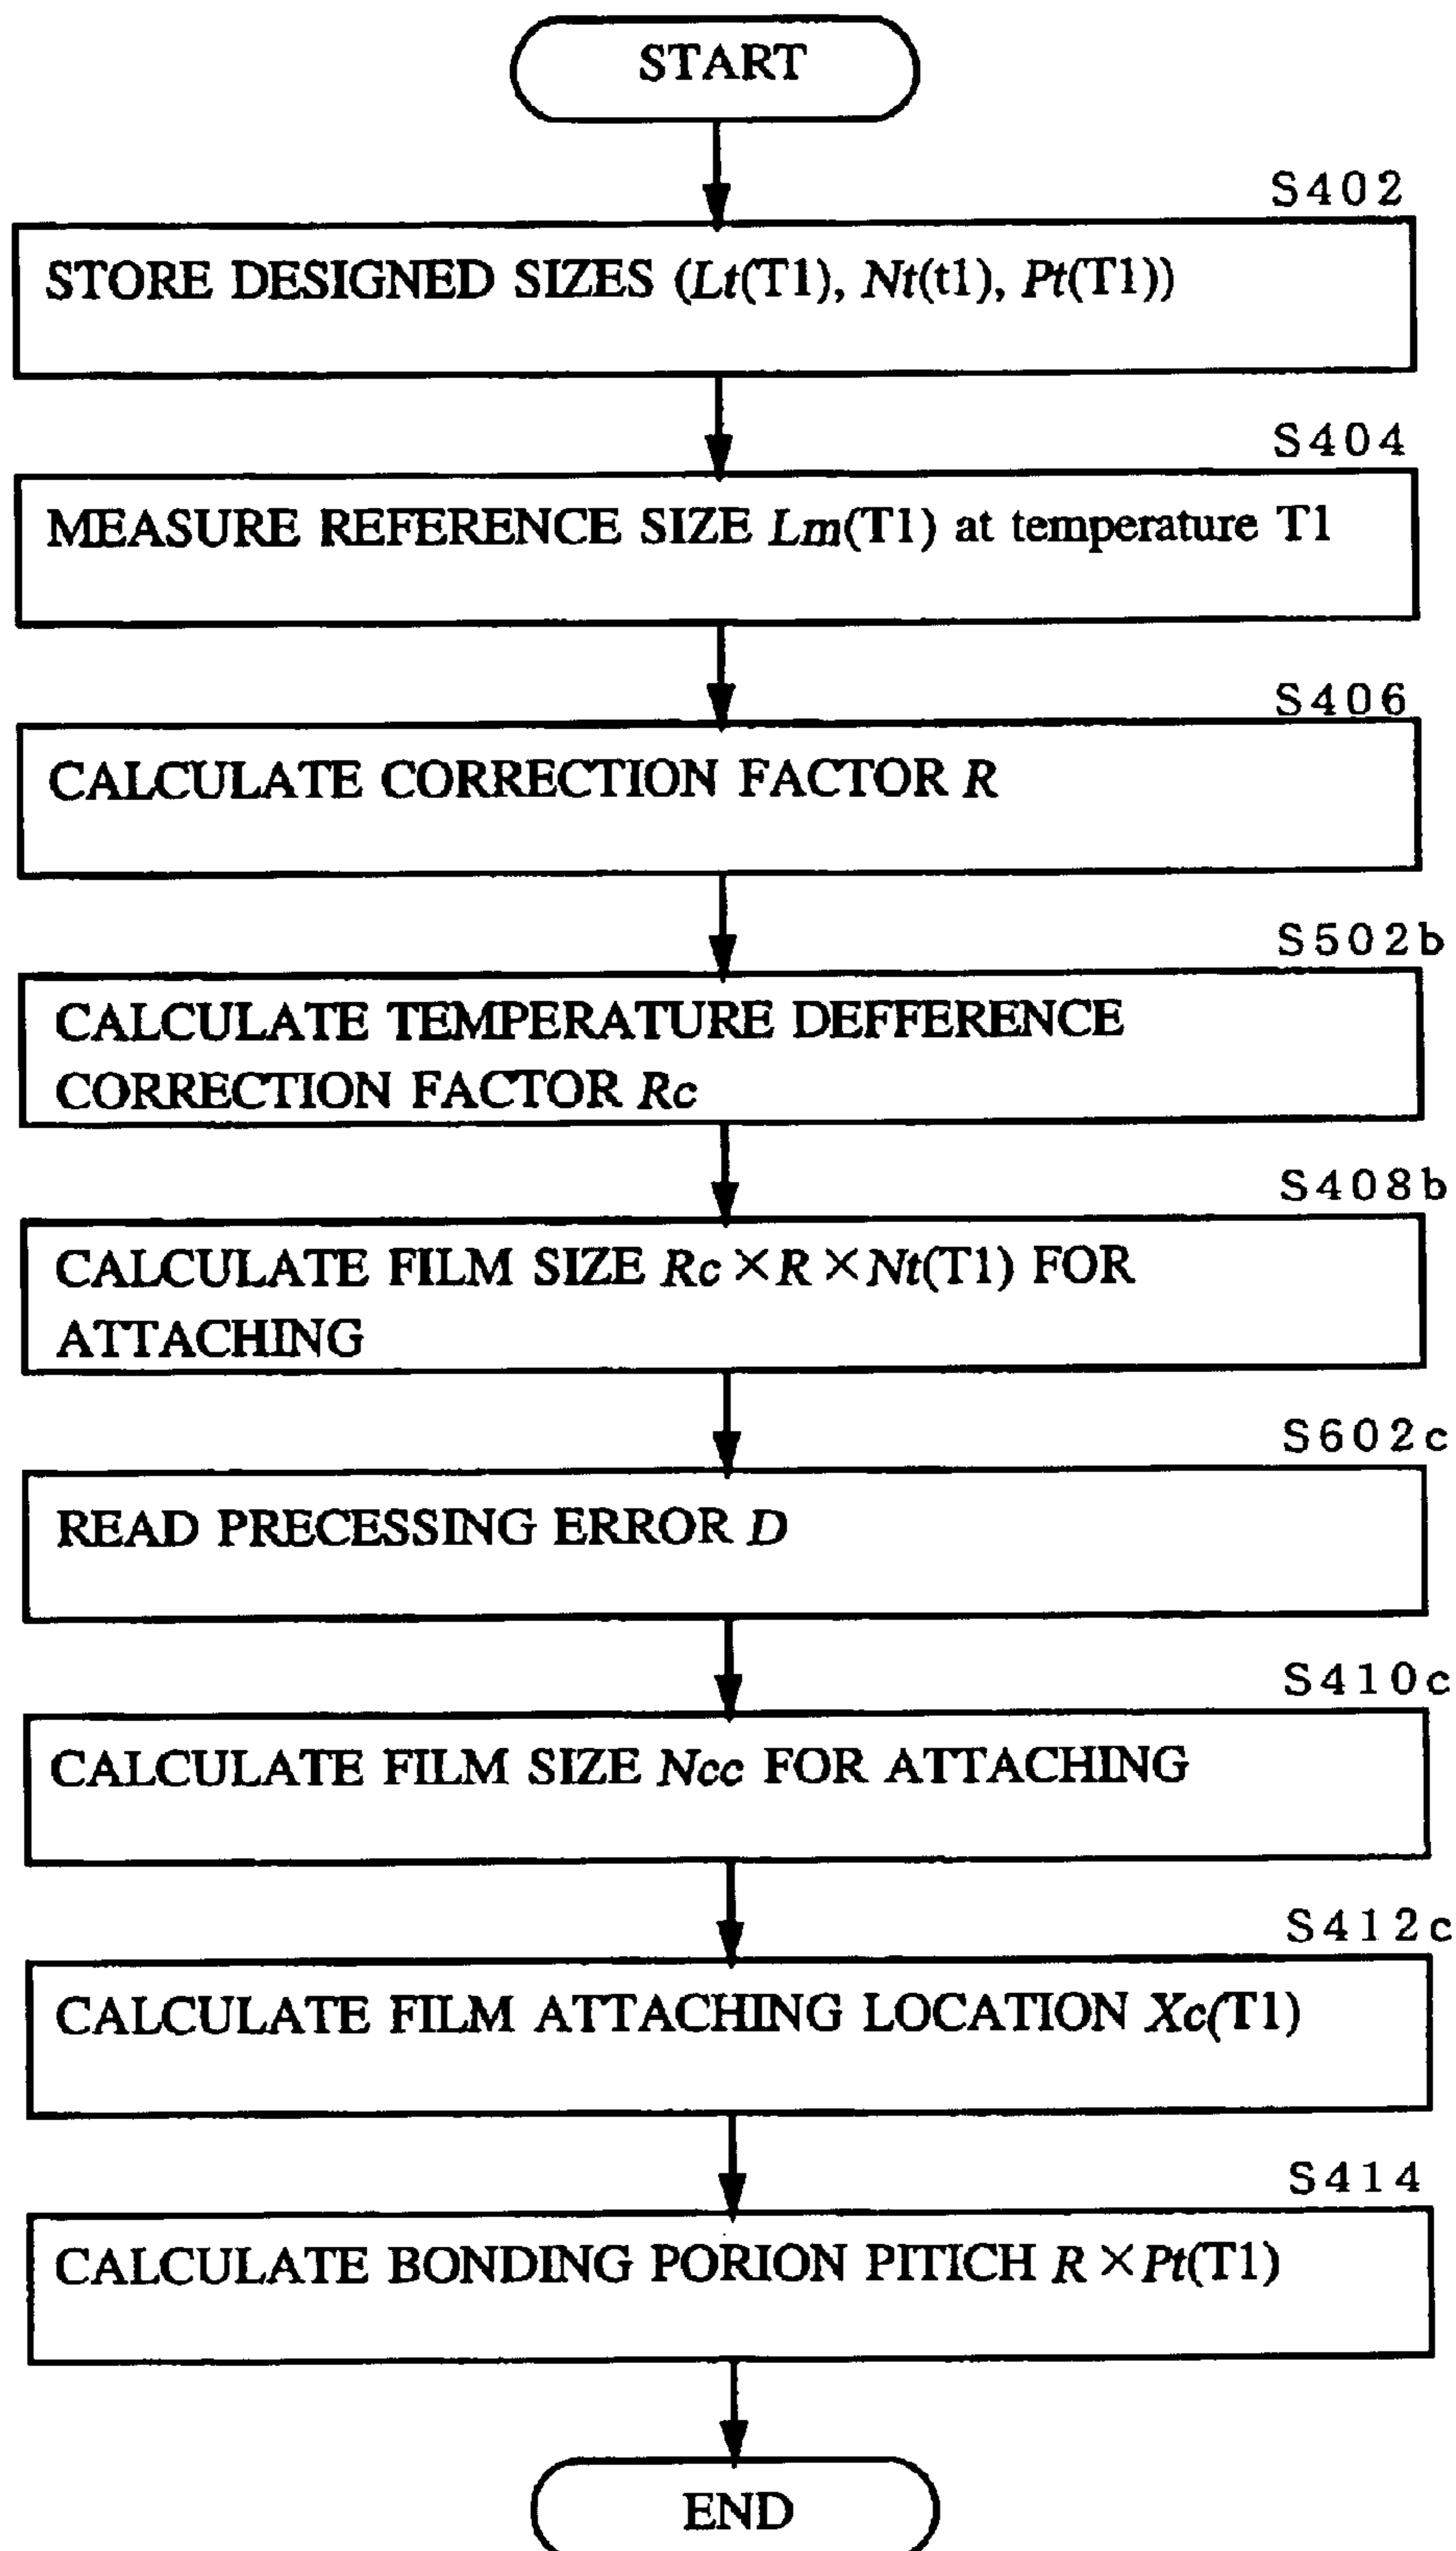 START
S402
STORE DESIGNED SIZES (Lt(T1), Nt(t1), Pt(T1))
S404
MEASURE REFERENCE SIZE Lm(T1) at temperature T1
S406
CALCULATE CORRECTION FACTOR R
S502b
CALCULATE TEMPERATURE DEFFERENCE
CORRECTION FACTOR Rc
S408b
CALCULATE FILM SIZE Rc×R×Nt(T1) FOR
ATTACHING
S602c
READ PRECESSING ERROR D
S410c
CALCULATE FILM SIZE Ncc FOR ATTACHING
S412c
CALCULATE FILM ATTACHING LOCATION Xc(T1)
S414
CALCULATE BONDING PORION PITICH R×Pt(T1)
END